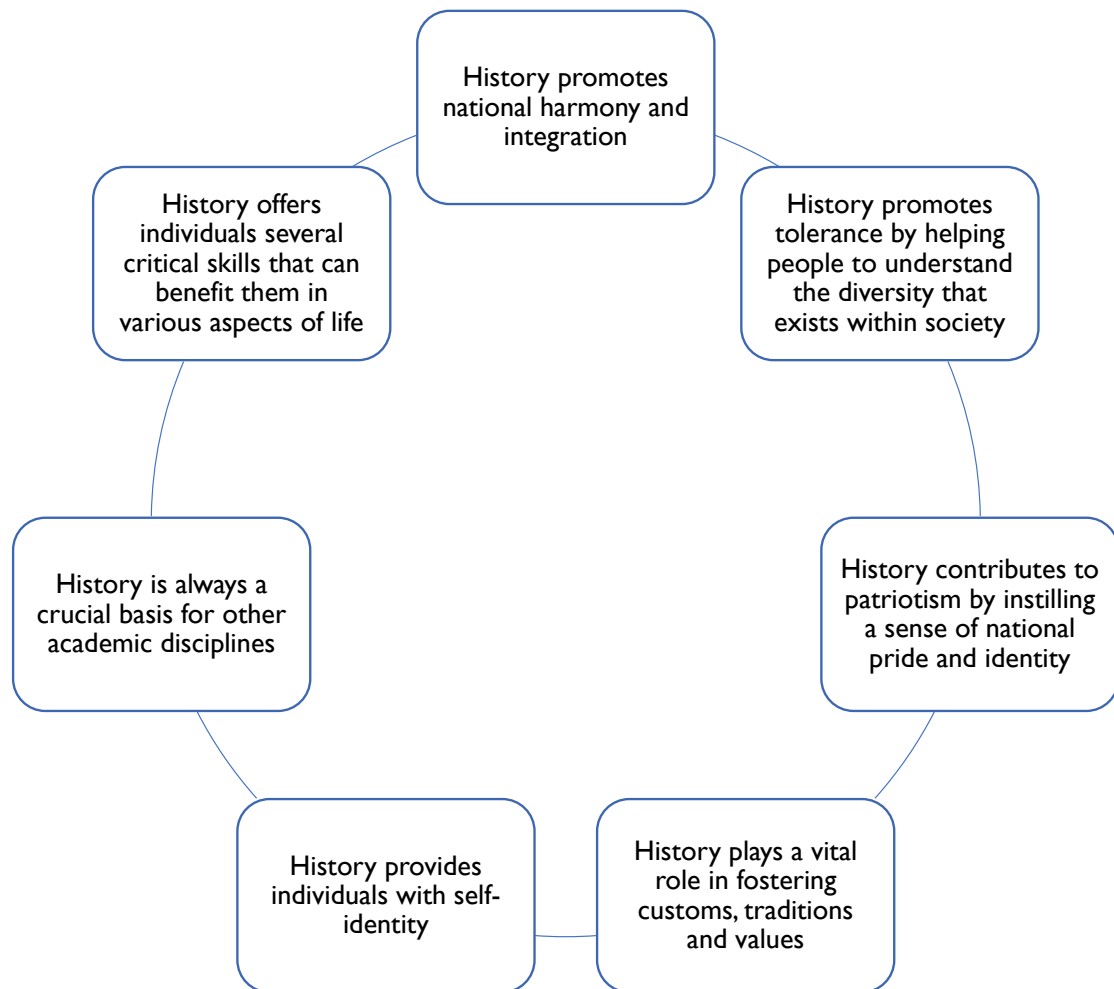 History promotes
national harmony and
integration
History promotes
tolerance by helping
people to understand
the diversity that
exists within society
History contributes to
patriotism by instilling
a sense of national
pride and identity
History plays a vital
role in fostering
customs, traditions
and values
History provides
individuals with self-
identity
History is always a
crucial basis for other
academic disciplines
History offers
individuals several
critical skills that can
benefit them in
various aspects of life